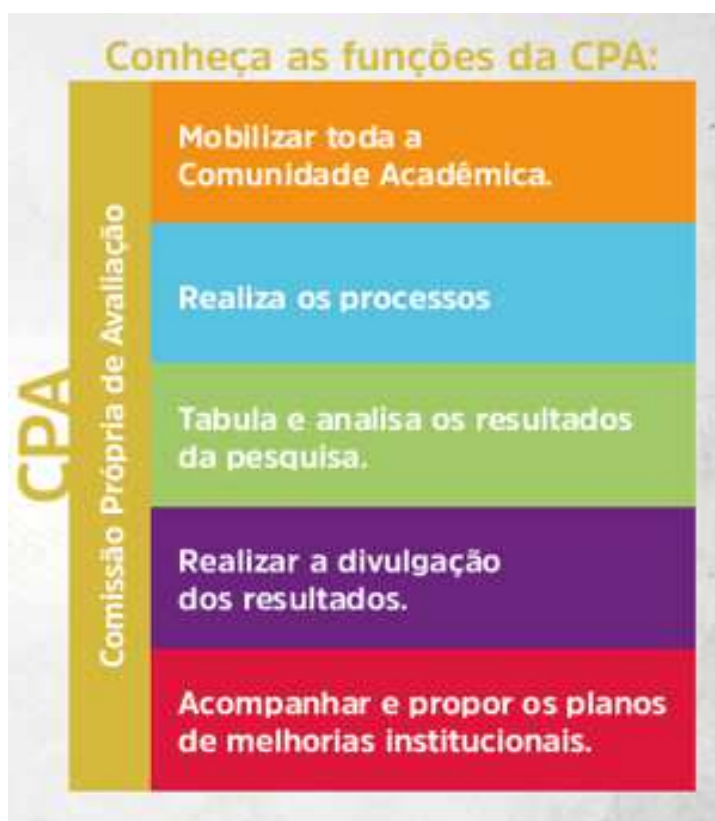 Conheça as funções da CPA:
CPA
Comissão Própria de Avaliação
Mobilizar toda a
Comunidade Acadêmica.
Realiza os processos
Tabula e analisa os resultados
da pesquisa.
Realizar a divulgação
dos resultados.
Acompanhar e propor os planos
de melhorias institucionais.